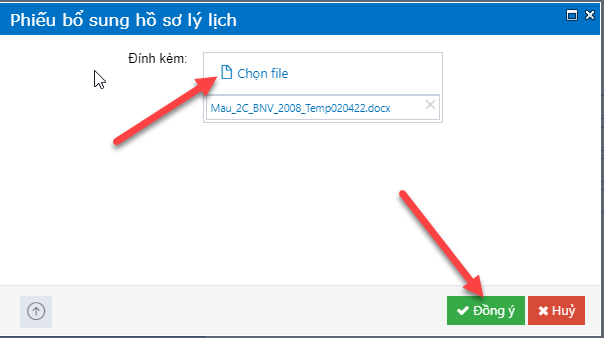 Phiếu bổ sung hồ sơ lý lịch
Đính kèm:
Chọn file
Mau_2C_BNV_2008_Temp020422.docx
Đồng ý
Huỷ